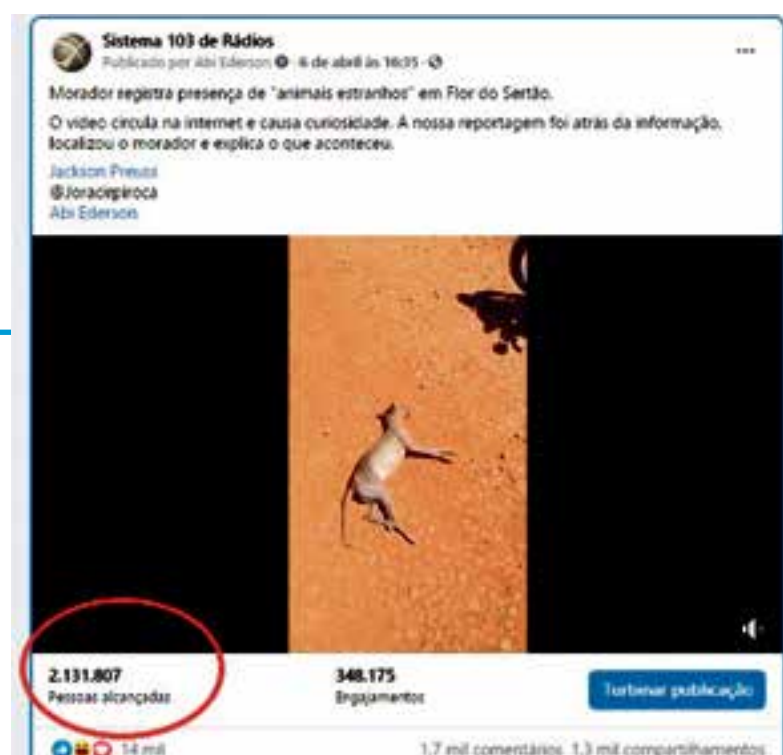 Sistema 103 de Rádios
Publicado por Abi Ederson · 6 de abril às 16:35 ·
Morador registra presença de "animais estranhos" em Flor do Sertão.
O video circula na internet e causa curiosidade. A nossa reportagem foi atrás da informação,
localizou o morador e explica o que aconteceu.
Jackson Preuss
@Joracirpiroca
Abi Ederson
2.131.807
Pessoas alcançadas
348.175
Engajamentos
Turbinar publicação
14 mil
1,7 mil comentários 1,3 mil compartilhamentos